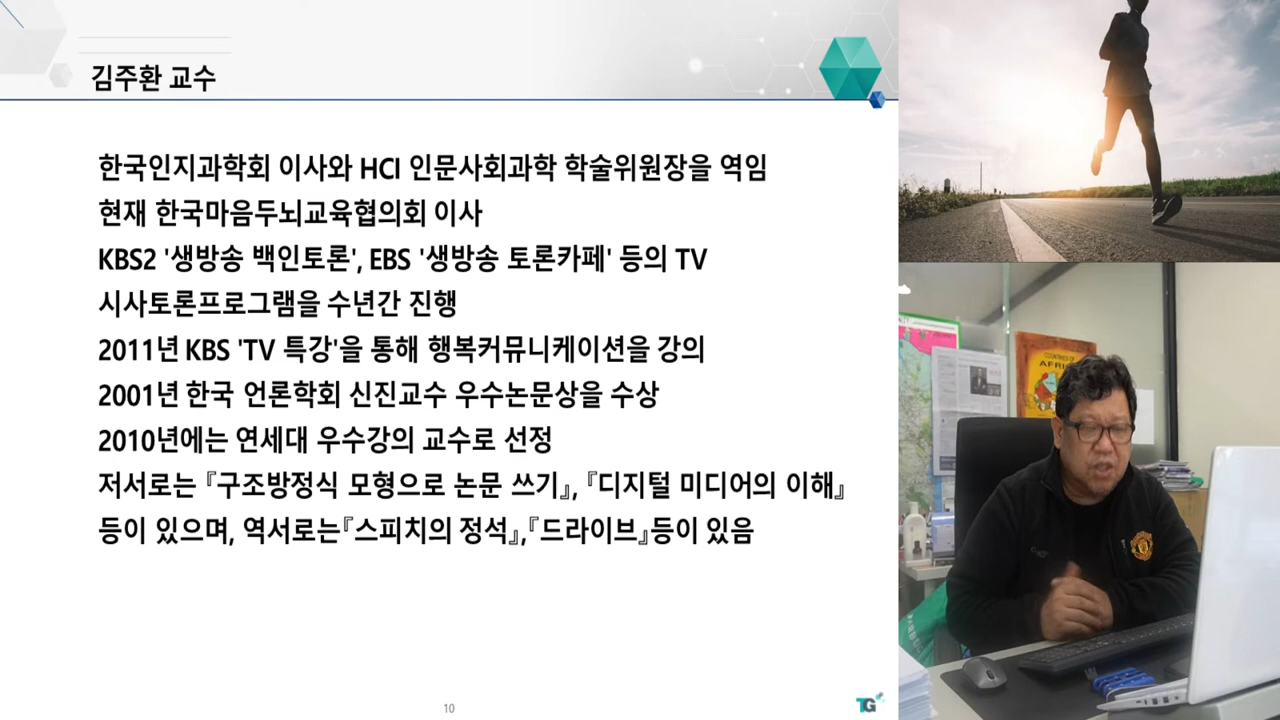 김주환 교수
한국인지과학회 이사와 HCI 인문사회과학 학술위원장을 역임
현재 한국마음두뇌교육협의회 이사
KBS2 '생방송 백인토론', EBS '생방송 토론카페' 등의 TV
시사토론프로그램을 수년간 진행
2011년 KBS 'TV 특강'을 통해 행복커뮤니케이션을 강의
2001년 한국 언론학회 신진교수 우수논문상을 수상
2010년에는 연세대 우수강의 교수로 선정
저서로는 『구조방정식 모형으로 논문 쓰기』, 『디지털 미디어의 이해』
등이 있으며, 역서로는『스피치의 정석』,『드라이브』등이 있음
10
TG
COUNTRIES OF
AFRI